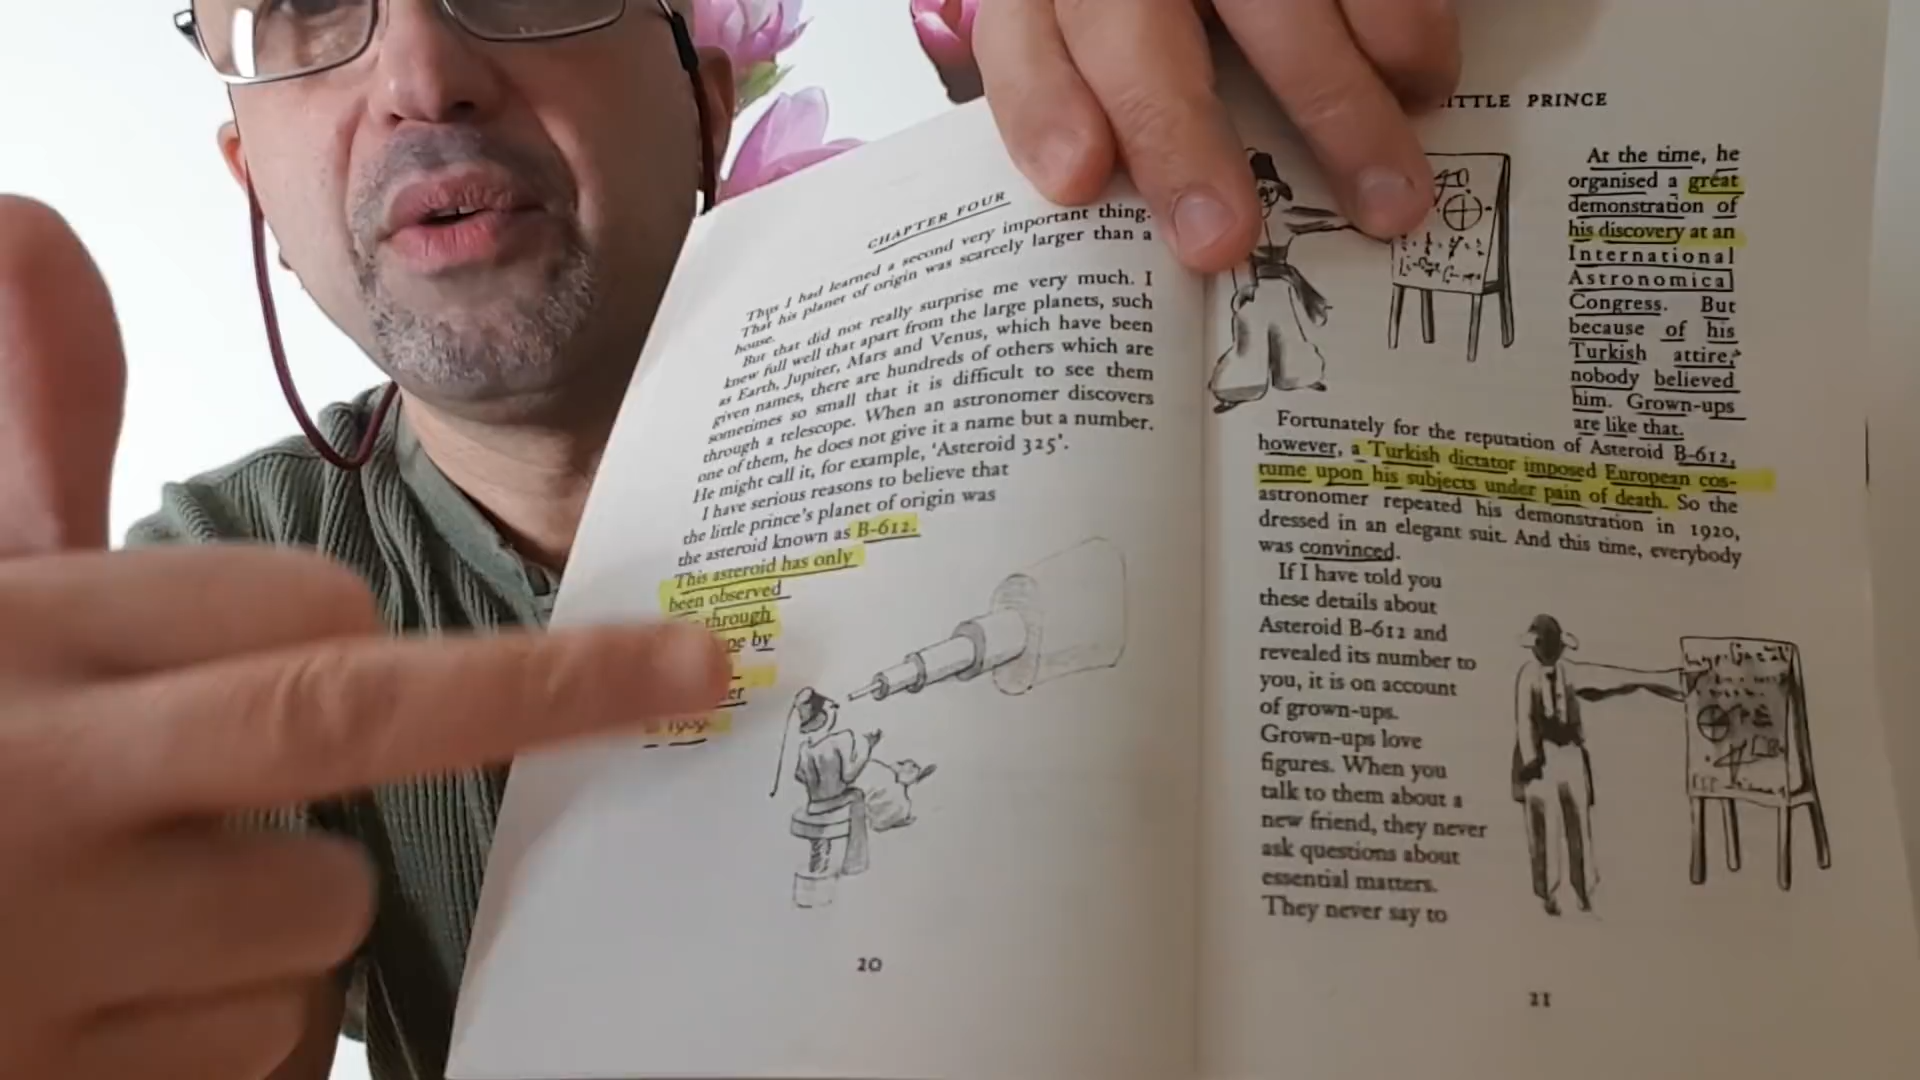 CHAPTER FOUR
Thus I had learned a second very important thing.
That his planet of origin was scarcely larger than a
house.
But that did not really surprise me very much. I
knew full well that apart from the large planets, such
as Earth, Jupiter, Mars and Venus, which have been
given names, there are hundreds of others which are
sometimes so small that it is difficult to see them
through a telescope. When an astronomer discovers
one of them, he does not give it a name but a number.
He might call it, for example, 'Asteroid 325'.
I have serious reasons to believe that
the little prince's planet of origin was
the asteroid known as B-612.
This asteroid has only
been observed
through
by
1909.
20
LITTLE PRINCE
At the time, he
organised a great
demonstration of
his discovery at an
International
Astronomical
Congress. But
because of his
Turkish attire,
nobody believed
him. Grown-ups
are like that.
Fortunately for the reputation of Asteroid B-612,
however, a Turkish dictator imposed European cos-
tume upon his subjects under pain of death. So the
astronomer repeated his demonstration in 1920,
dressed in an elegant suit. And this time, everybody
was convinced.
If I have told you
these details about
Asteroid B-612 and
revealed its number to
you, it is on account
of grown-ups.
Grown-ups love
figures. When you
talk to them about a
new friend, they never
ask questions about
essential matters.
They never say to
21